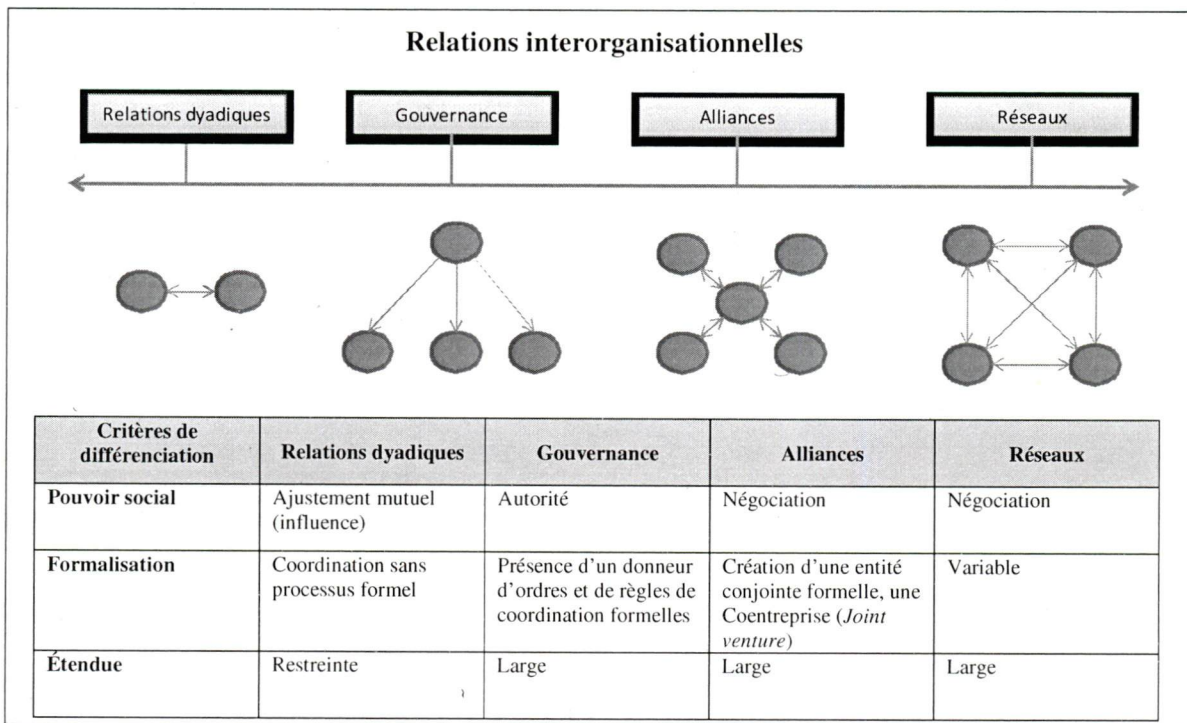 Relations interorganisationnelles
Relations dyadiques
Gouvernance
Alliances
Réseaux
Critères de
différenciation
Relations dyadiques
Gouvernance
Alliances
Réseaux
Pouvoir social
Ajustement mutuel
(influence)
Autorité
Négociation
Négociation
Formalisation
Coordination sans
processus formel
Présence d'un donneur
d'ordres et de règles de
coordination formelles
Création d'une entité
conjointe formelle, une
Coentreprise (Joint
venture)
Variable
Étendue
Restreinte
Large
Large
Large